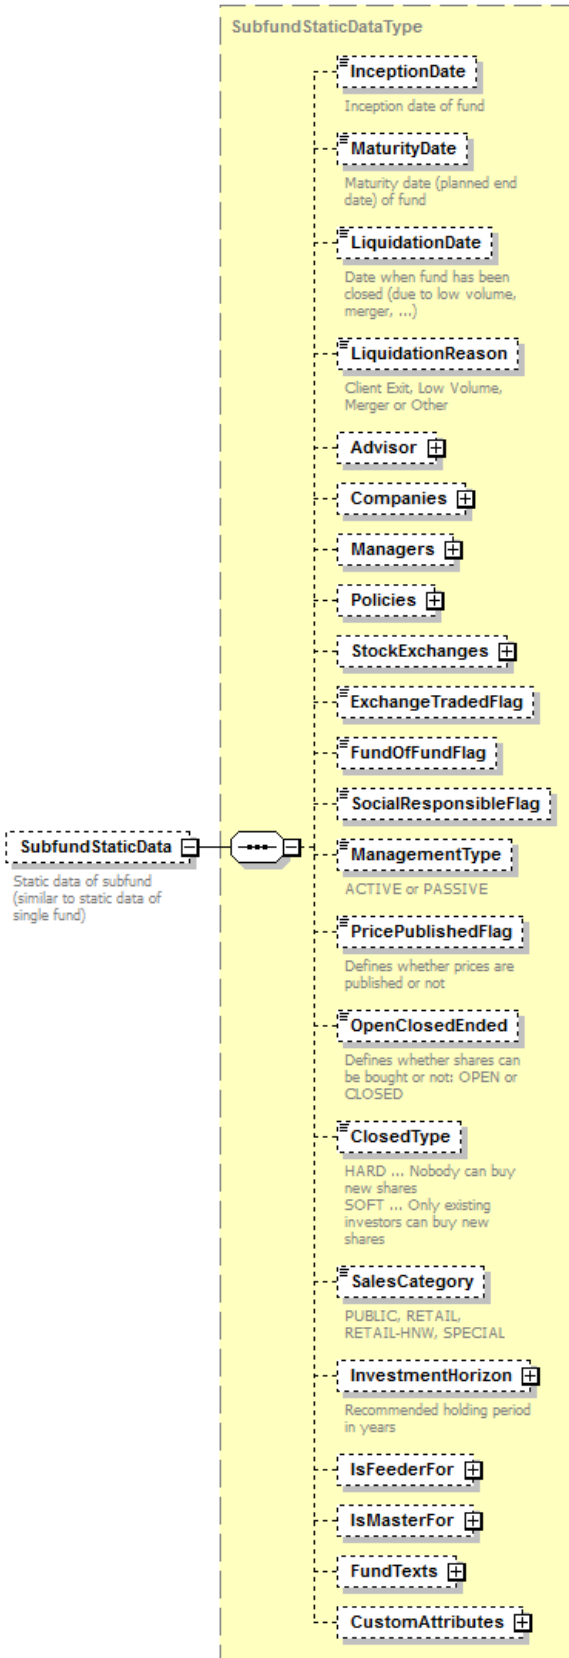 SubfundStaticDataType
InceptionDate
Inception date of fund
MaturityDate
Maturity date (planned end
date) of fund
LiquidationDate
Date when fund has been
closed (due to low volume,
merger, ...)
LiquidationReason
Client Exit, Low Volume,
Merger or Other
Advisor
Companies
Managers
Policies
StockExchanges
ExchangeTradedFlag
FundOfFundFlag
SocialResponsibleFlag
SubfundStaticData
Static data of subfund
(similar to static data of
single fund)
ManagementType
ACTIVE or PASSIVE
PricePublishedFlag
Defines whether prices are
published or not
OpenClosedEnded
Defines whether shares can
be bought or not: OPEN or
CLOSED
ClosedType
HARD ... Nobody can buy
new shares
SOFT ... Only existing
investors can buy new
shares
SalesCategory
PUBLIC, RETAIL,
RETAIL-HNW, SPECIAL
InvestmentHorizon
Recommended holding period
in years
IsFeederFor
IsMasterFor
FundTexts
CustomAttributes